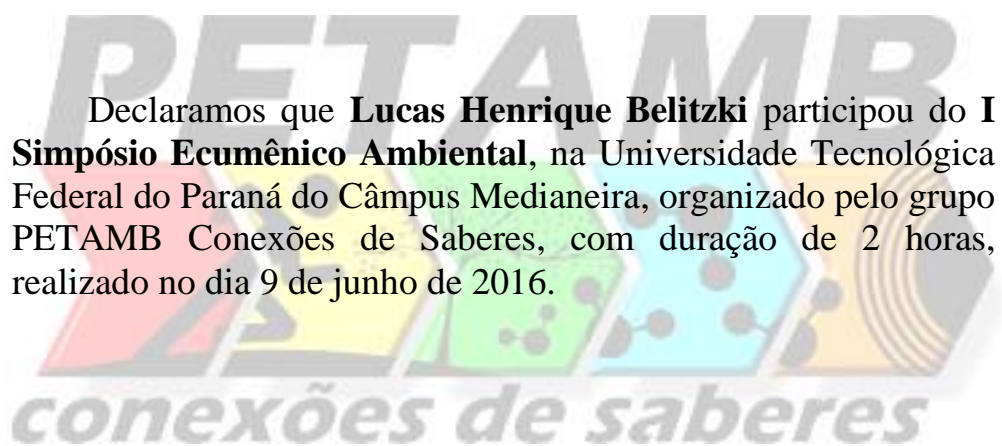 PETAMB
Declaramos que Lucas Henrique Belitzki participou do I
Simpósio Ecumênico Ambiental, na Universidade Tecnológica
Federal do Paraná do Câmpus Medianeira, organizado pelo grupo
PETAMB Conexões de Saberes, com duração de 2 horas,
realizado no dia 9 de junho de 2016.
conexões de saberes